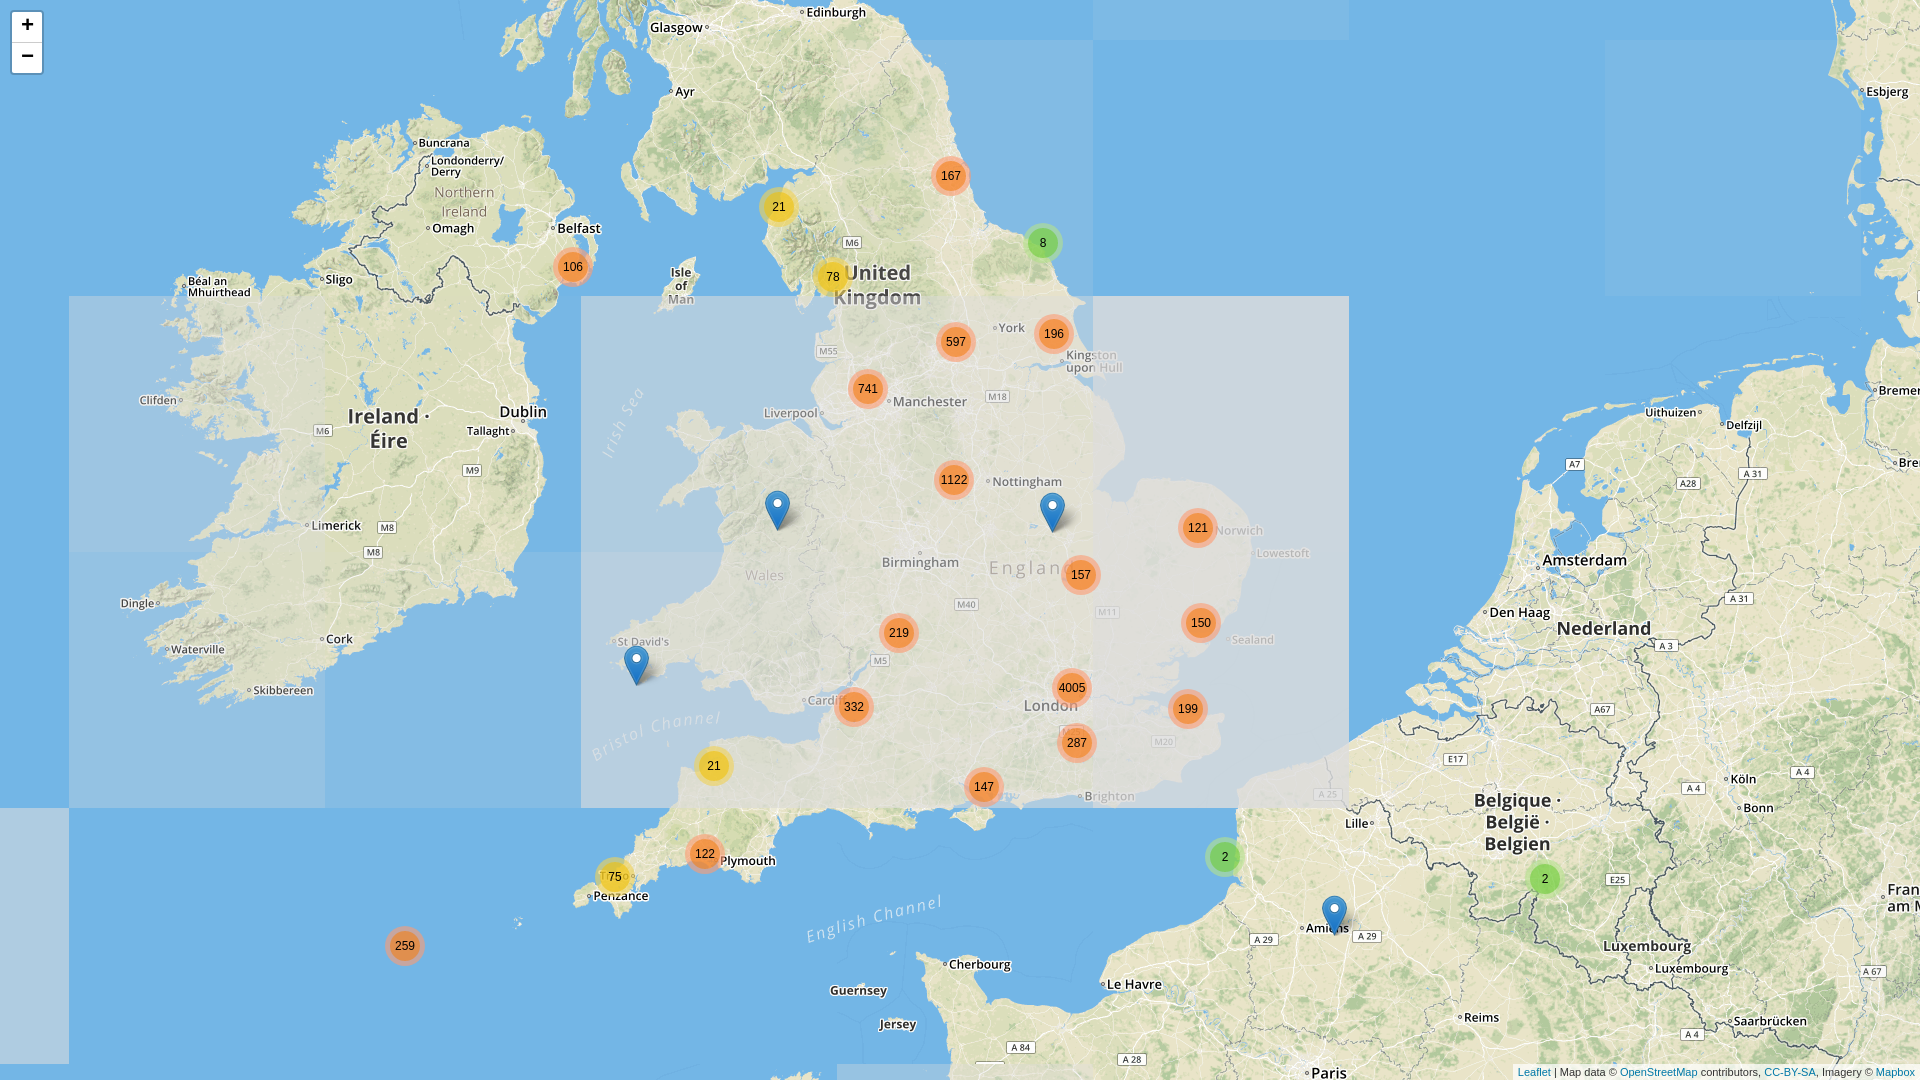 +
−
Edinburgh
Glasgow
Ayr
Esbjerg
Buncrana
Londonderry/
Derry
Northern
Ireland
Omagh
Belfast
167
21
8
M6
106
78
United
Kingdom
Isle
of
Man
Sligo
Béal an
Mhuirthead
York
196
597
M55
Kingston
upon Hull
741
Manchester
M18
Liverpool
Irish Sea
Clifden
Ireland ·
Éire
Dublin
Tallaght
M6
M9
Uithuizen
Delfzijl
A7
A 31
A28
1122
Nottingham
Limerick
M8
M8
121
Norwich
Lowestoft
Birmingham
England
157
Wales
Amsterdam
Den Haag
Nederland
A 31
A 3
M40
M11
150
Sealand
219
M5
St David's
Dingle
Cork
Waterville
Skibbereen
4005
London
199
332
287
M20
Bristol Channel
A67
E17
21
147
Brighton
A 25
Köln
A 4
A 4
Bonn
Belgique ·
België ·
Belgien
Lille
122
Plymouth
75
Penzance
2
2
E25
259
English Channel
Amiens
A 29
A 29
Luxembourg
Luxembourg
A 67
Cherbourg
Le Havre
Guernsey
Jersey
Reims
Saarbrücken
A 4
A 84
A 28
Paris
Leaflet | Map data © OpenStreetMap contributors, CC-BY-SA, Imagery © Mapbox